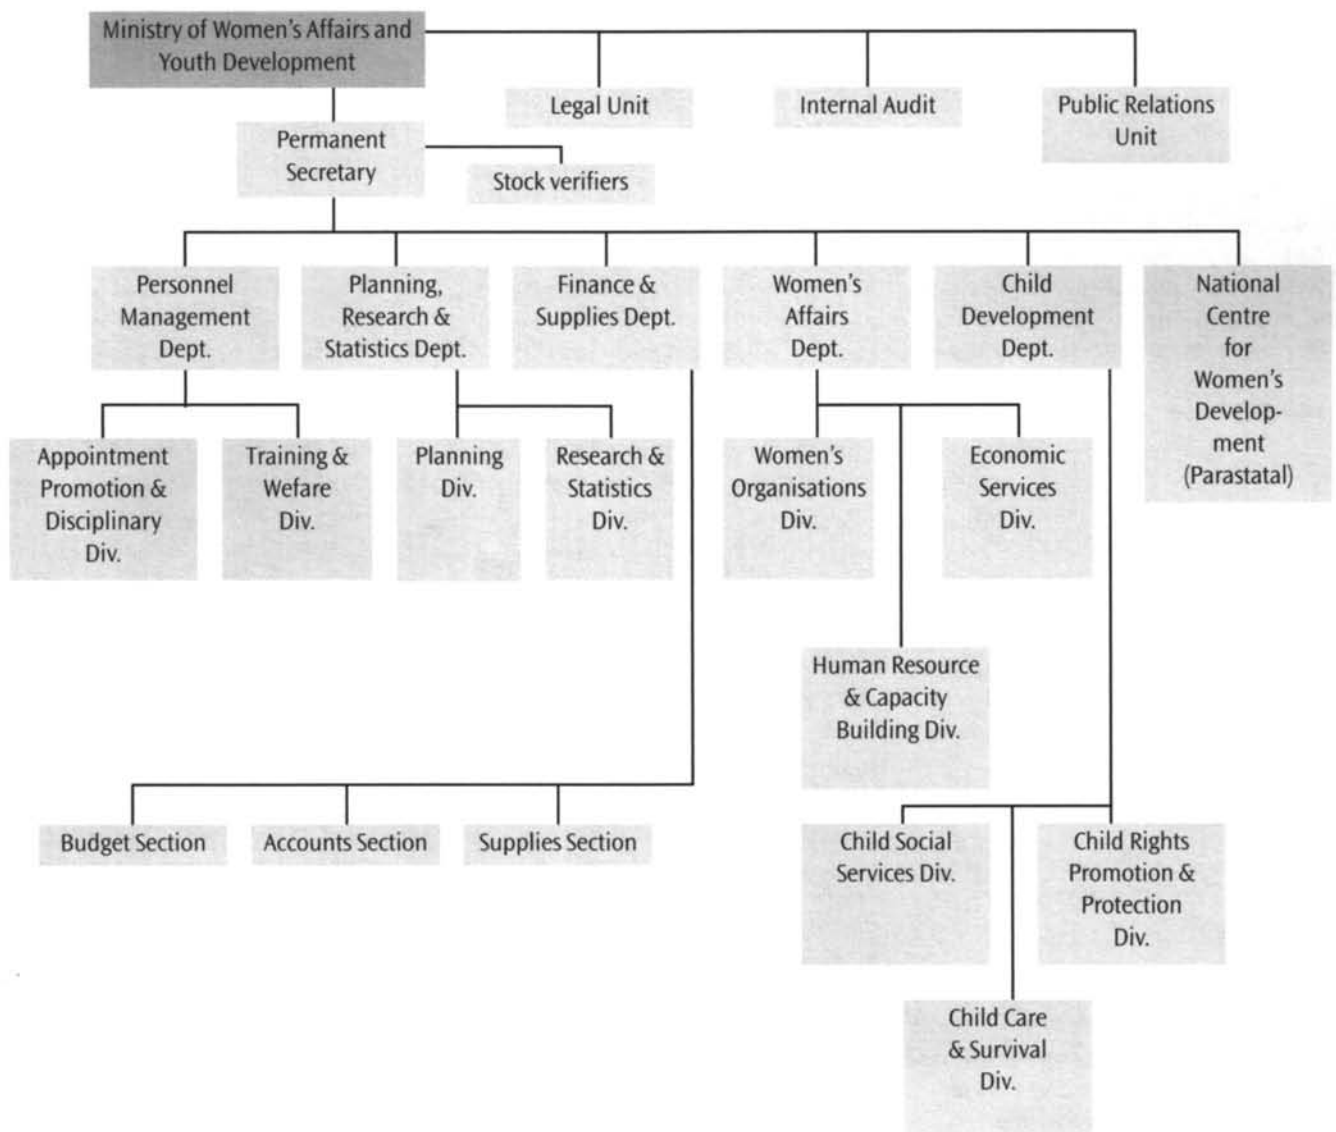 Ministry of Women's Affairs and
Youth Development
Legal Unit
Internal Audit
Public Relations
Unit
Permanent
Secretary
Stock verifiers
Personnel
Management
Dept.
Planning,
Research &
Statistics Dept.
Finance &
Supplies Dept.
Women's
Affairs
Dept.
Child
Development
Dept.
National
Centre
for
Women's
Develop-
ment
(Parastatal)
Appointment
Promotion &
Disciplinary
Div.
Training &
Wefare
Div.
Planning
Div.
Research &
Statistics
Div.
Women's
Organisations
Div.
Economic
Services
Div.
Human Resource
& Capacity
Building Div.
Budget Section
Accounts Section
Supplies Section
Child Social
Services Div.
Child Rights
Promotion &
Protection
Div.
Child Care
& Survival
Div.